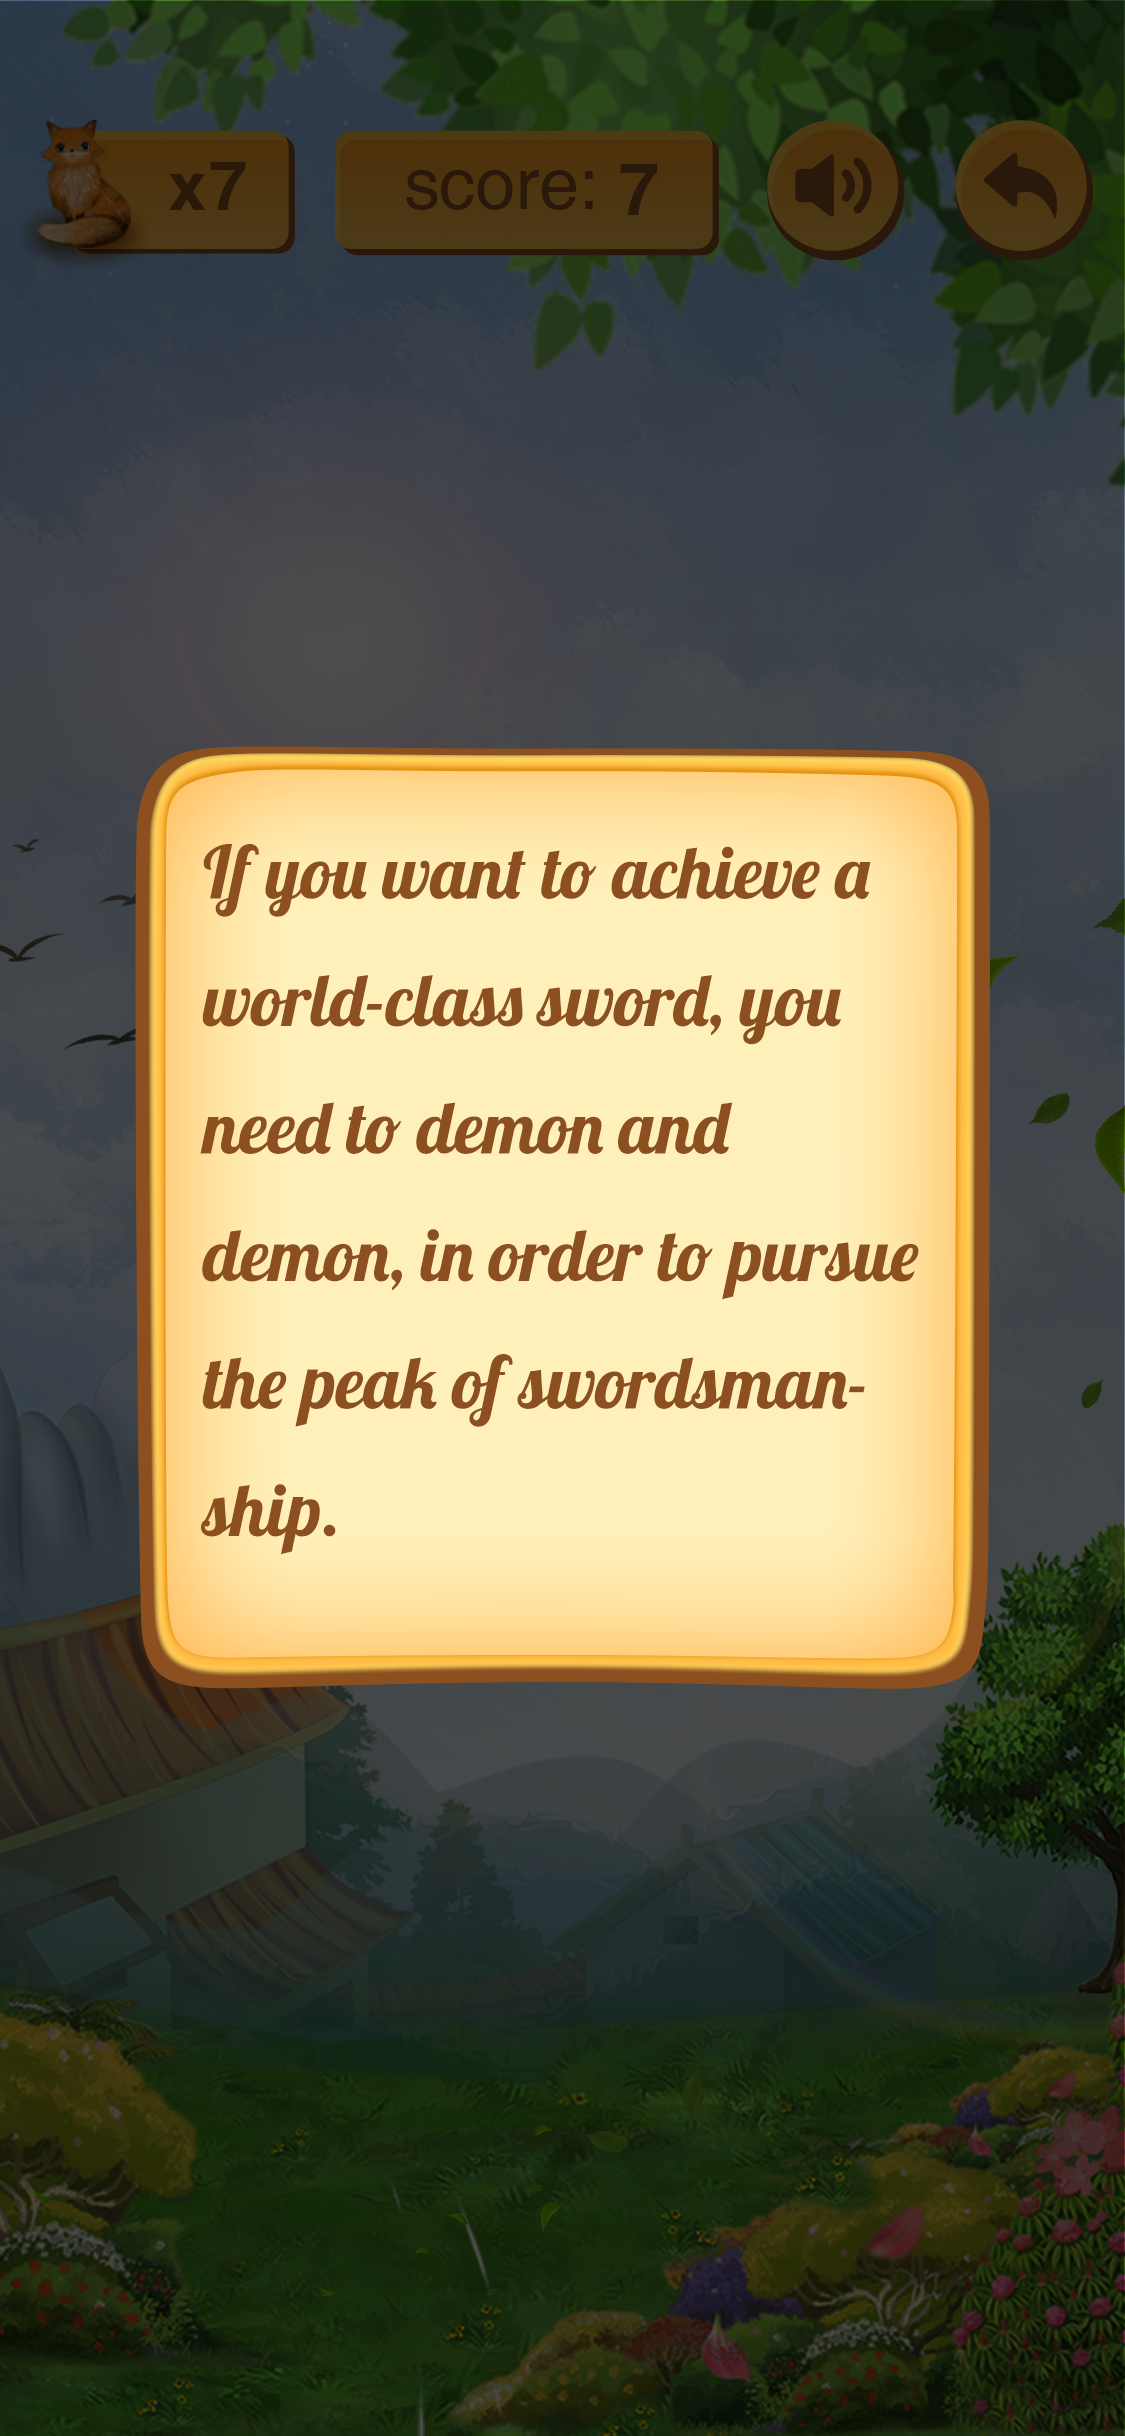 x7
score: 7
If you want to achieve a
world-class sword, you
need to demon and
demon, in order to pursue
the peak of swordsman-
ship.